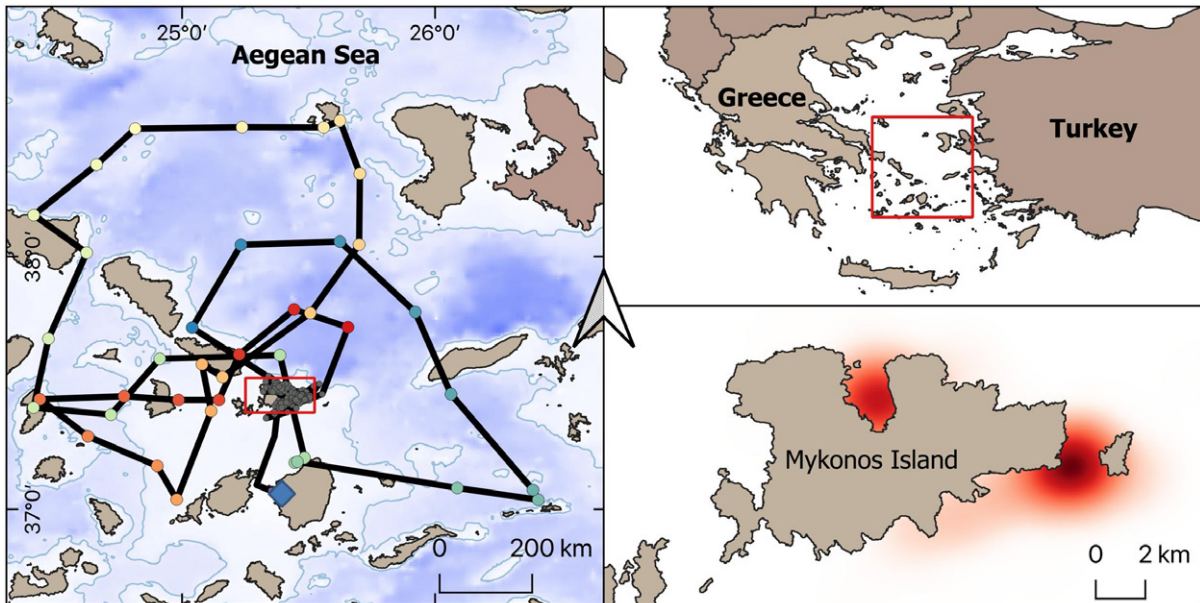 25°0′
26°0′
Aegean Sea
38°0′
37°0′
0 200 km
Greece
Turkey
Mykonos Island
0 2 km